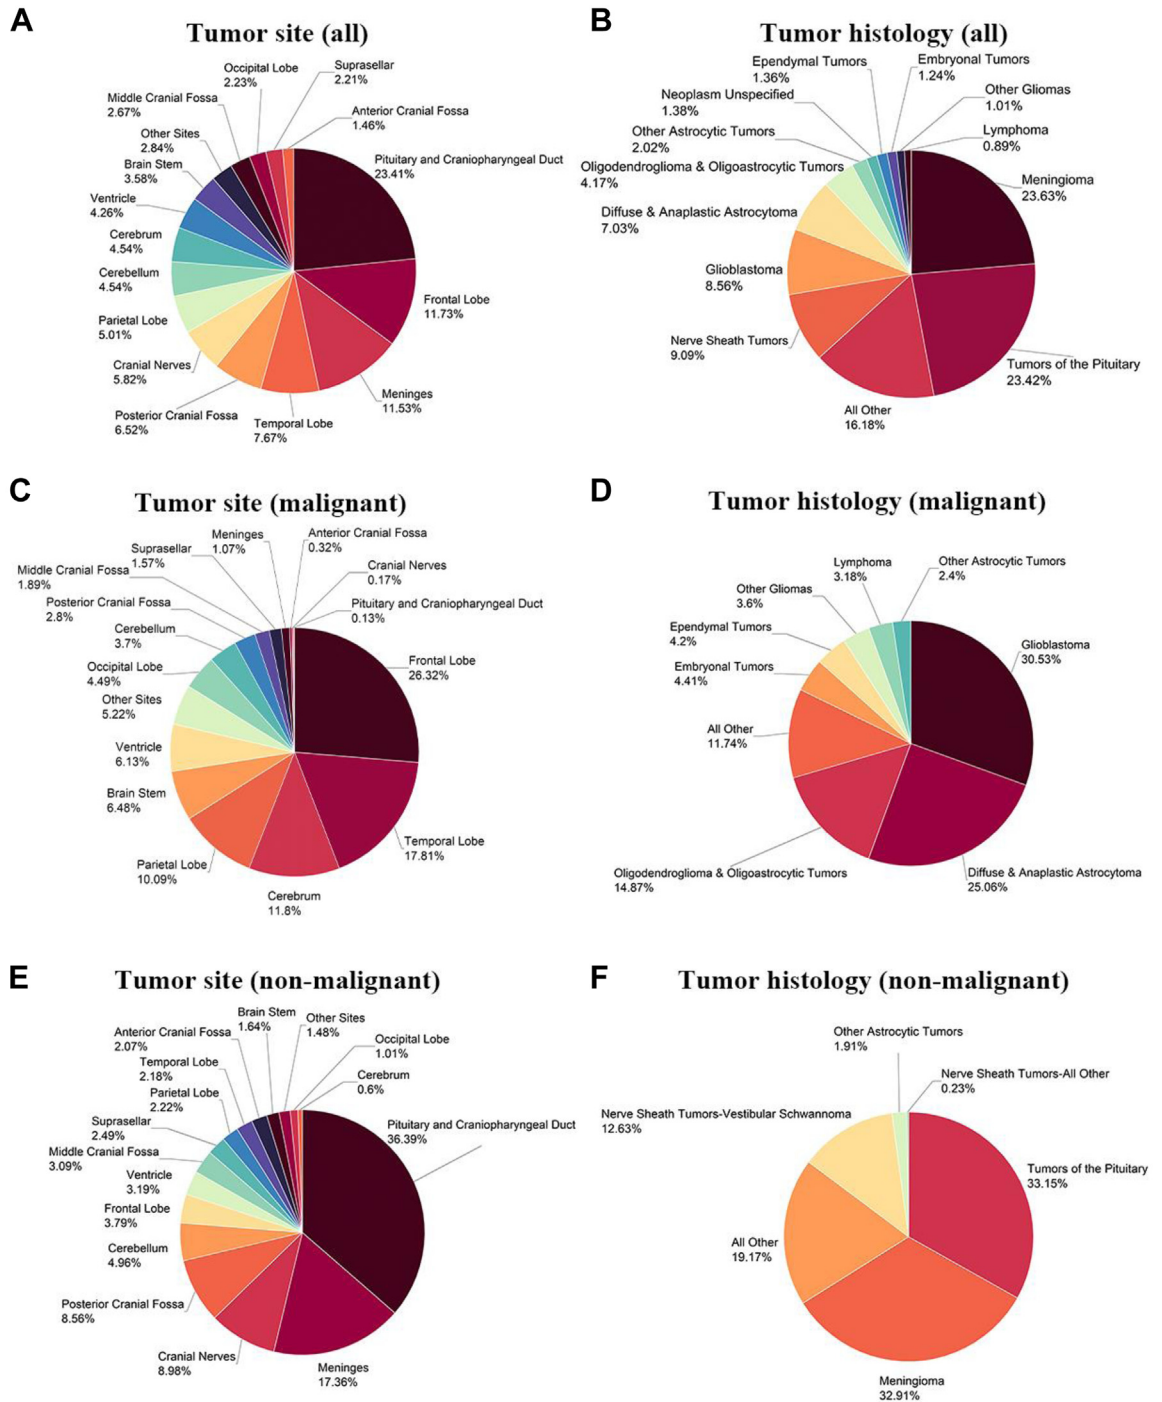 A
Tumor site (all)
Occipital Lobe
2.23%
Suprasellar
2.21%
Middle Cranial Fossa
2.67%
Anterior Cranial Fossa
1.46%
Other Sites
2.84%
Pituitary and Craniopharyngeal Duct
23.41%
Brain Stem
3.58%
Ventricle
4.26%
Cerebrum
4.54%
Cerebellum
4.54%
Frontal Lobe
11.73%
Parietal Lobe
5.01%
Cranial Nerves
5.82%
Meninges
11.53%
Posterior Cranial Fossa
6.52%
Temporal Lobe
7.67%
B
Tumor histology (all)
Ependymal Tumors
1.36%
Embryonal Tumors
1.24%
Neoplasm Unspecified
1.38%
Other Gliomas
1.01%
Other Astrocytic Tumors
2.02%
Lymphoma
0.89%
Oligodendroglioma & Oligoastrocytic Tumors
4.17%
Meningioma
23.63%
Diffuse & Anaplastic Astrocytoma
7.03%
Glioblastoma
8.56%
Nerve Sheath Tumors
9.09%
Tumors of the Pituitary
23.42%
All Other
16.18%
C
Tumor site (malignant)
Meninges
1.07%
Anterior Cranial Fossa
0.32%
Suprasellar
1.57%
Cranial Nerves
0.17%
Middle Cranial Fossa
1.89%
Posterior Cranial Fossa
2.8%
Pituitary and Craniopharyngeal Duct
0.13%
Cerebellum
3.7%
Frontal Lobe
26.32%
Occipital Lobe
4.49%
Other Sites
5.22%
Ventricle
6.13%
Brain Stem
6.48%
Temporal Lobe
17.81%
Parietal Lobe
10.09%
Cerebrum
11.8%
D
Tumor histology (malignant)
Lymphoma
3.18%
Other Astrocytic Tumors
2.4%
Other Gliomas
3.6%
Ependymal Tumors
4.2%
Glioblastoma
30.53%
Embryonal Tumors
4.41%
All Other
11.74%
Oligodendroglioma & Oligoastrocytic Tumors
14.87%
Diffuse & Anaplastic Astrocytoma
25.06%
E
Tumor site (non-malignant)
Brain Stem
1.64%
Other Sites
1.48%
Anterior Cranial Fossa
2.07%
Occipital Lobe
1.01%
Temporal Lobe
2.18%
Cerebrum
0.6%
Parietal Lobe
2.22%
Pituitary and Craniopharyngeal Duct
36.39%
Suprasellar
2.49%
Middle Cranial Fossa
3.09%
Ventricle
3.19%
Frontal Lobe
3.79%
Cerebellum
4.96%
Posterior Cranial Fossa
8.56%
Cranial Nerves
8.98%
Meninges
17.36%
F
Tumor histology (non-malignant)
Other Astrocytic Tumors
1.91%
Nerve Sheath Tumors-All Other
0.23%
Nerve Sheath Tumors-Vestibular Schwannoma
12.63%
Tumors of the Pituitary
33.15%
All Other
19.17%
Meningioma
32.91%